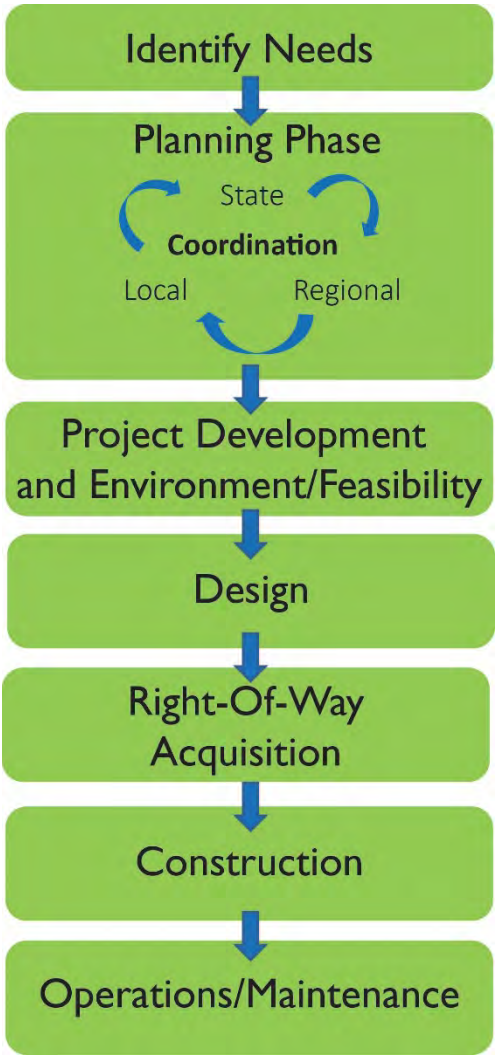 Identify Needs
Planning Phase
State
Coordination
Local Regional
Project Development
and Environment/Feasibility
Design
Right-Of-Way
Acquisition
Construction
Operations/Maintenance